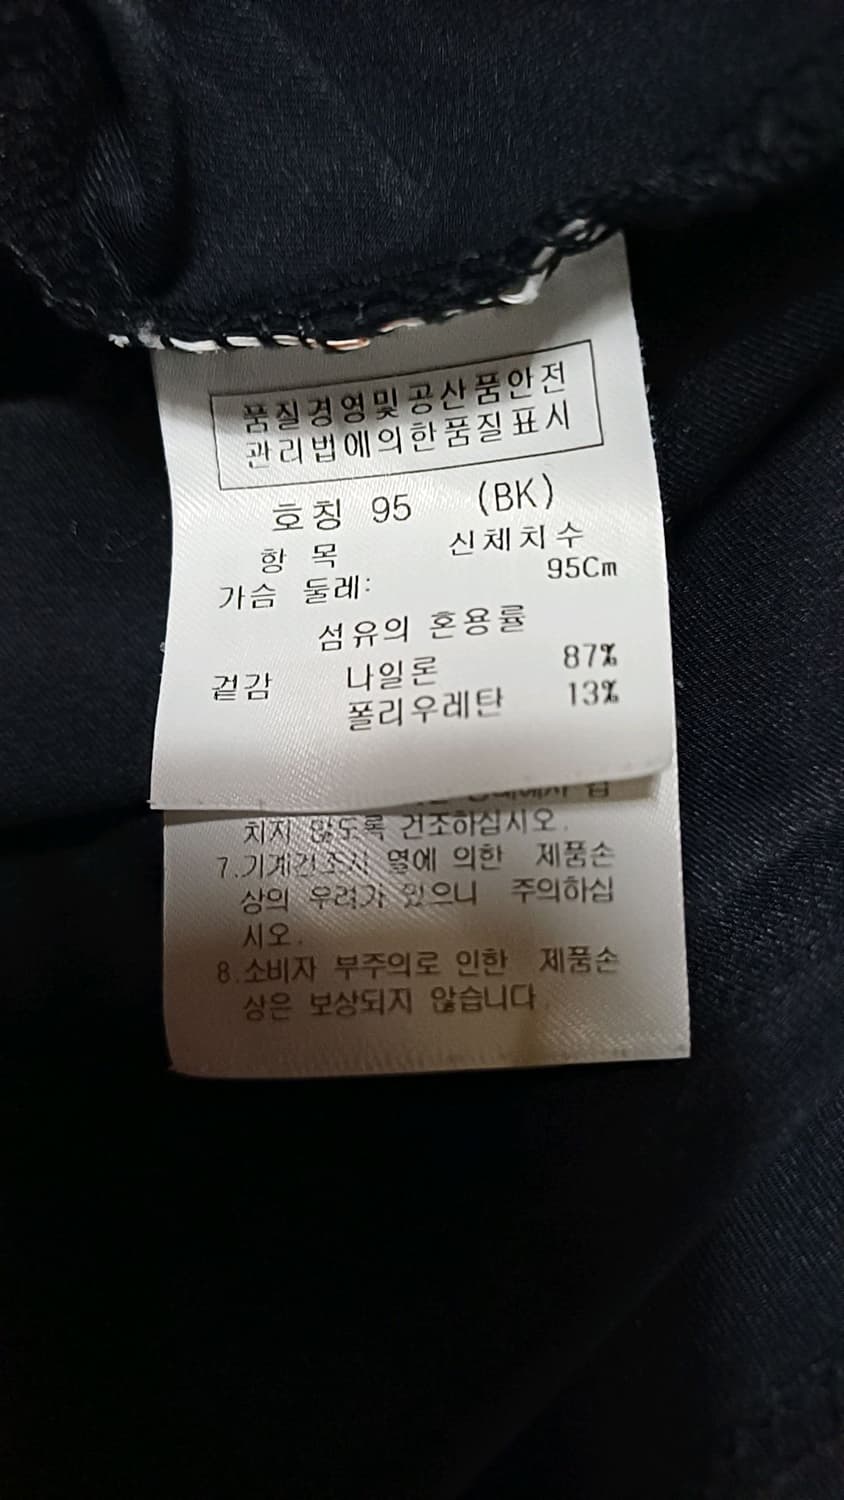 품질경영및공산품안전
관리법에의한품질표시
호칭 95 (BK)
항 목 신체치수
가슴 둘레: 95Cm
섬유의 혼용률
겉감 나일론 87%
폴리우레탄 13%
치지 않도록 건조하십시오.
7.기계건조시 열에 의한 제품손
상의 우려가 있으니 주의하십
시오.
8.소비자 부주의로 인한 제품손
상은 보상되지 않습니다.